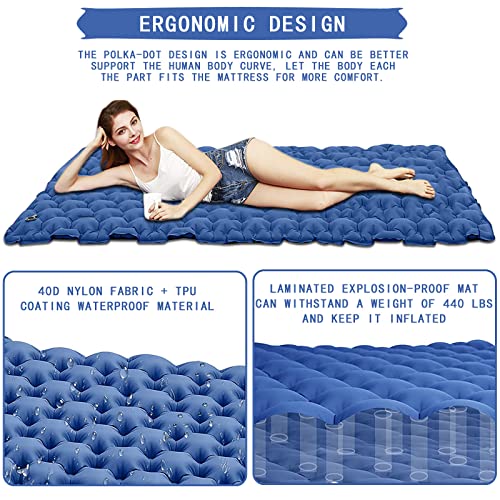 ERGONOMIC DESIGN
THE POLKA-DOT DESIGN IS ERGONOMIC AND CAN BE BETTER
SUPPORT THE HUMAN BODY CURVE, LET THE BODY EACH
THE PART FITS THE MATTRESS FOR MORE COMFORT.
40D NYLON FABRIC + TPU
COATING WATERPROOF MATERIAL
LAMINATED EXPLOSION-PROOF MAT
CAN WITHSTAND A WEIGHT OF 440 LBS
AND KEEP IT INFLATED